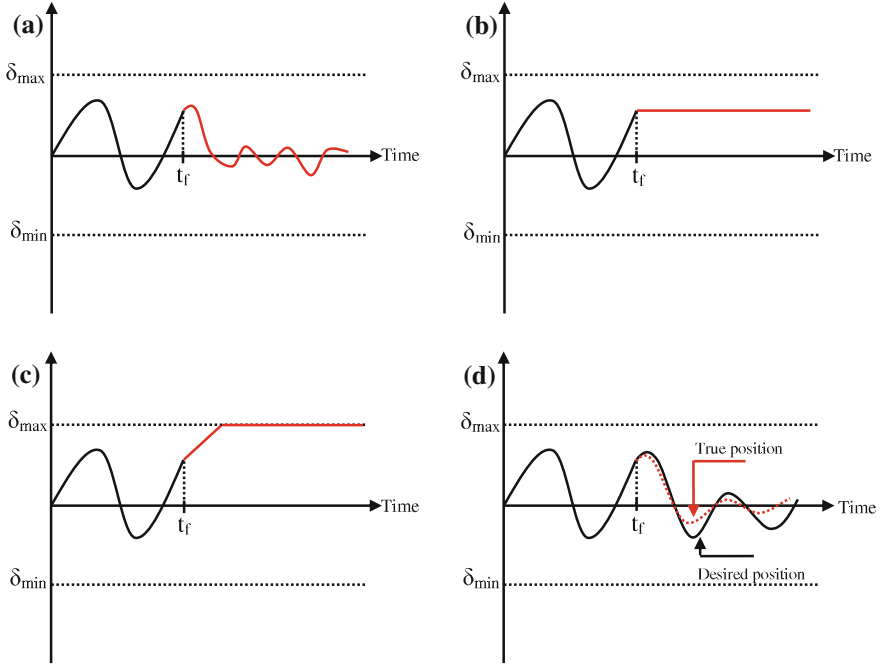 (a)
δmax
Time
tf
δmin
(b)
δmax
Time
tf
δmin
(c)
δmax
Time
tf
δmin
(d)
δmax
True position
Time
tf
Desired position
δmin